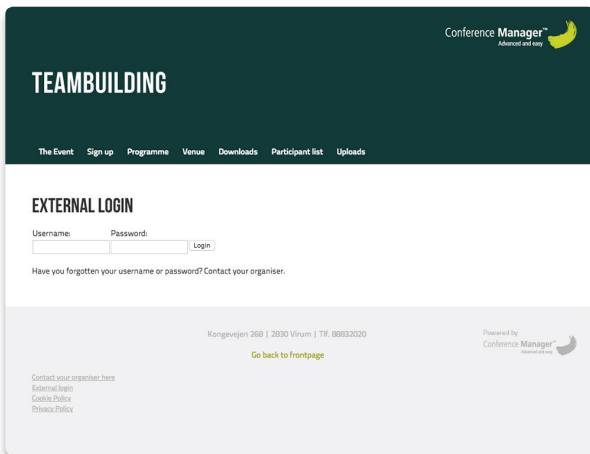 Conference Manager™
Advanced and easy
TEAMBUILDING
The Event Sign up Programme Venue Downloads Participant list Uploads
EXTERNAL LOGIN
Username: Password:
Login
Have you forgotten your username or password? Contact your organiser.
Kongevejen 268 | 2830 Virum | Tlf. 88832020
Go back to frontpage
Powered by
Conference Manager™
Advanced and easy
Contact your organiser here
External login
Cookie Policy
Privacy Policy